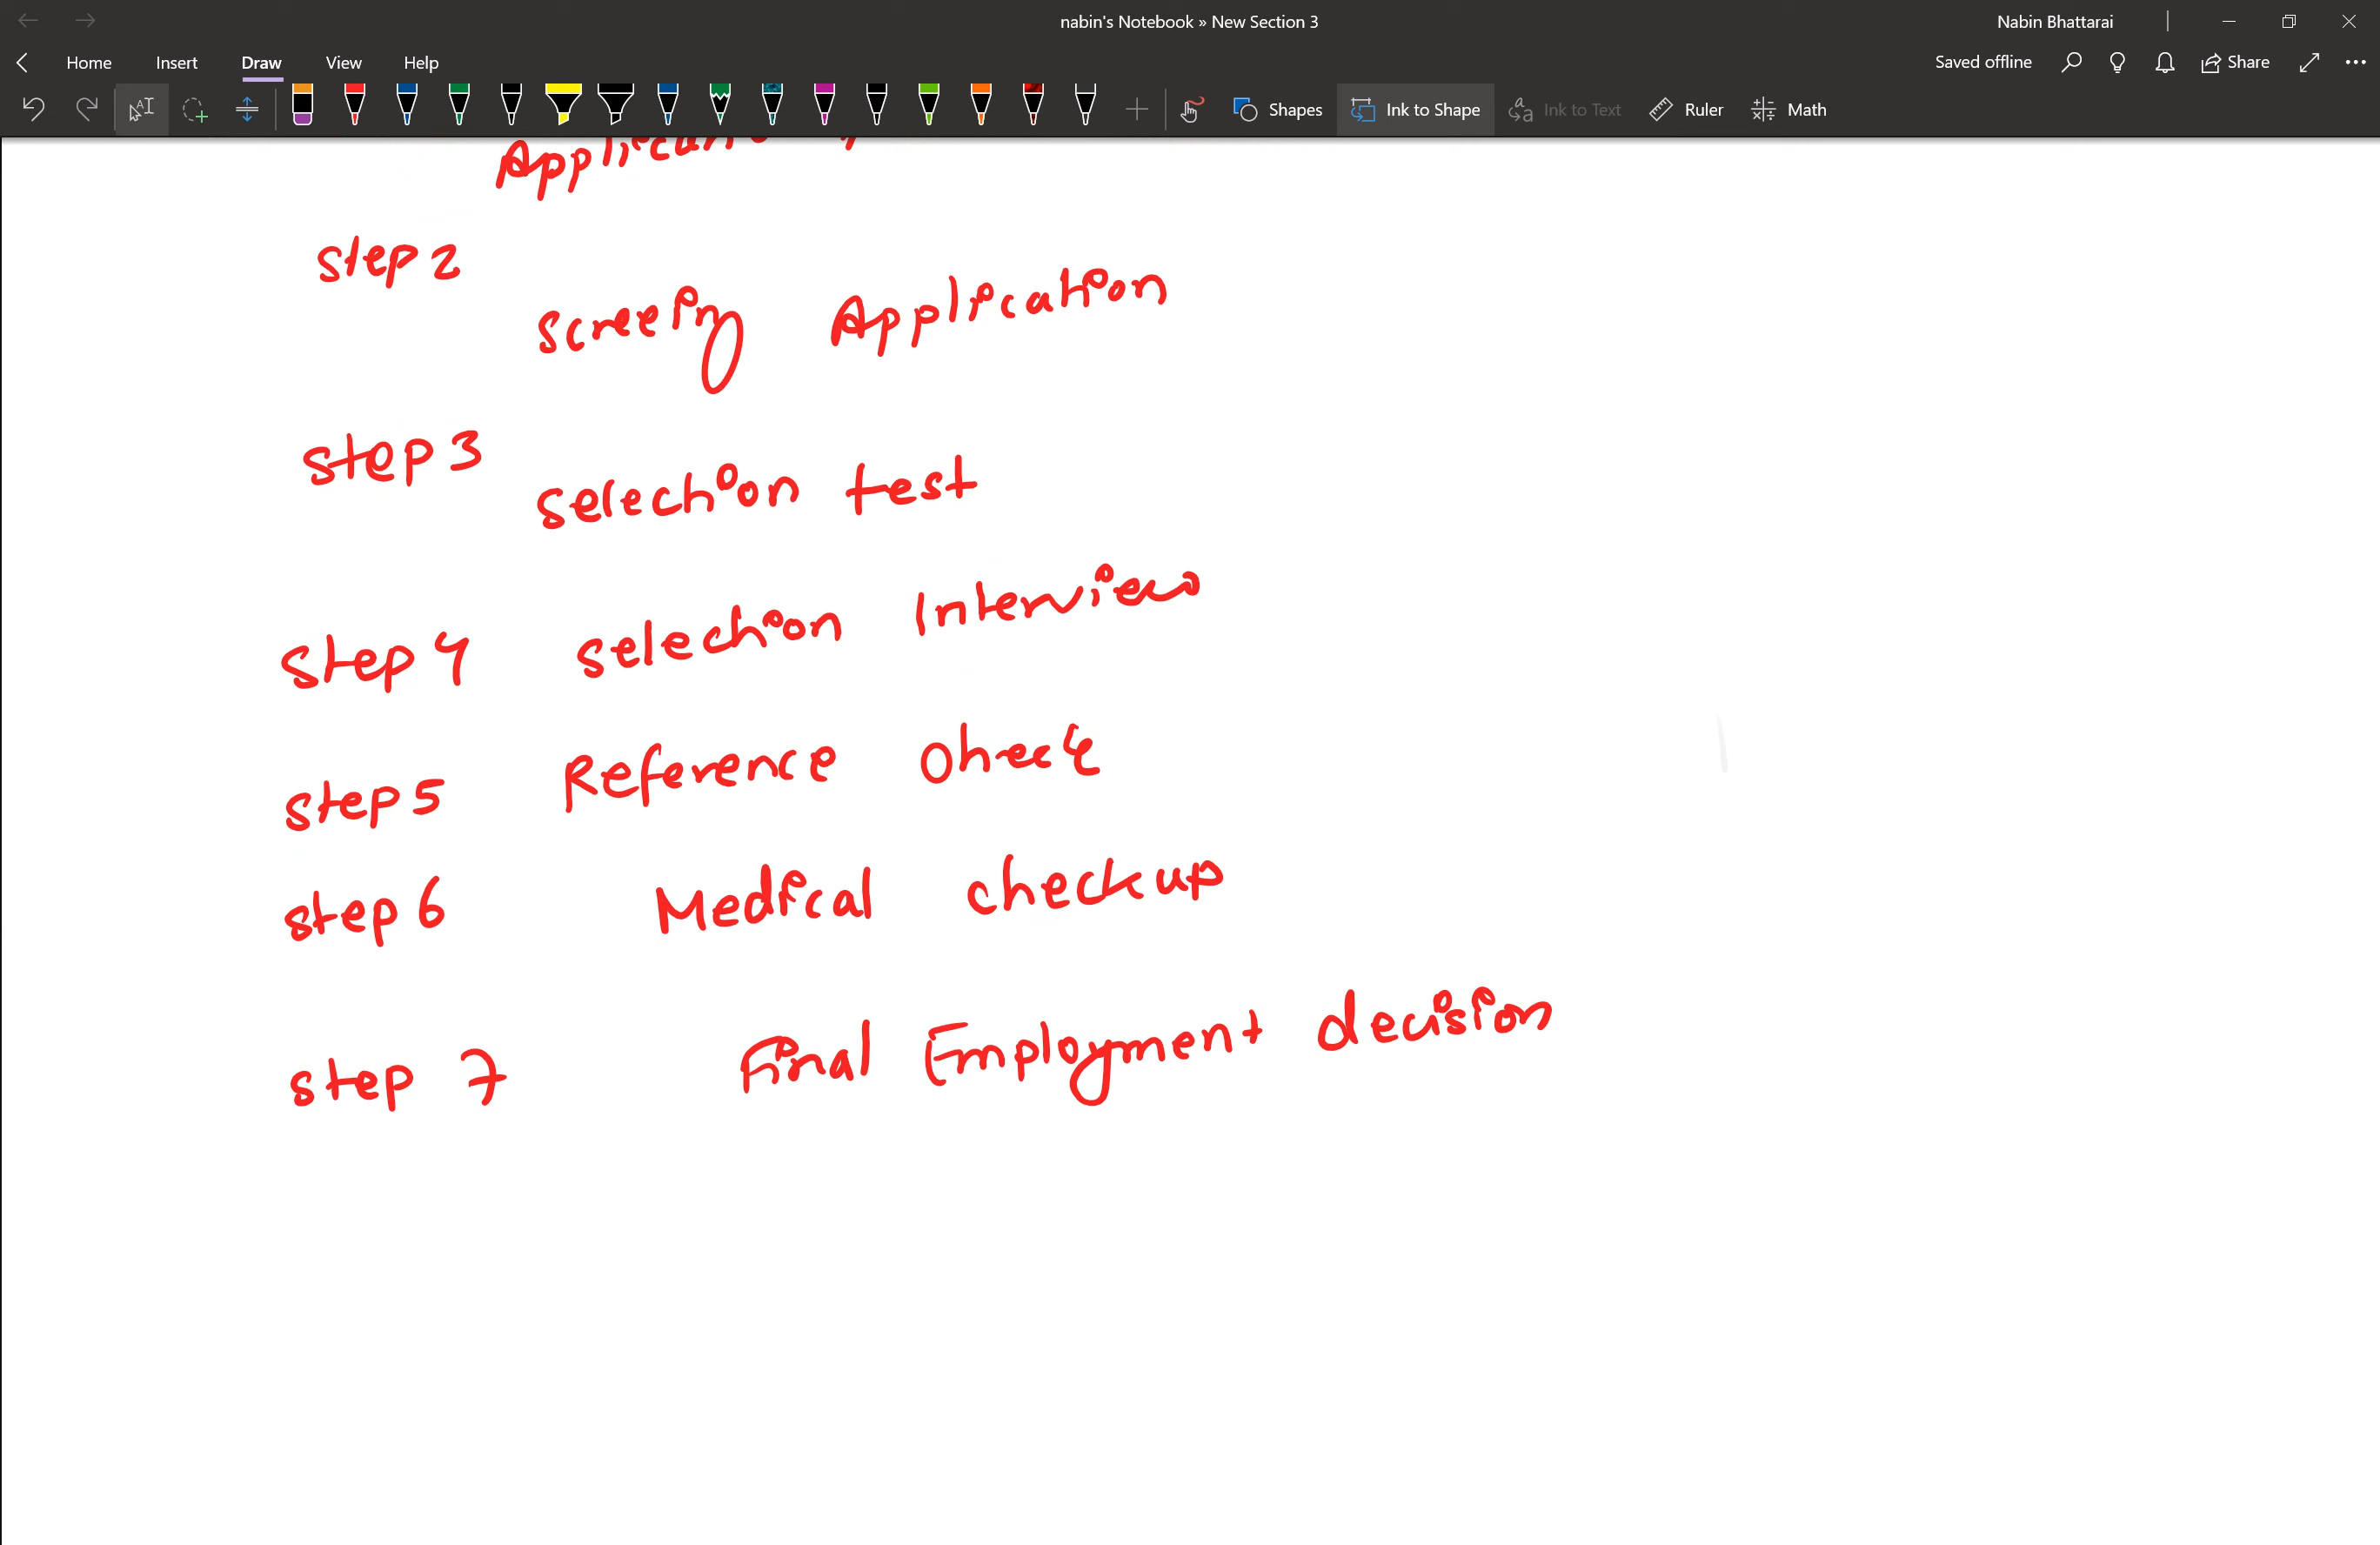 nabin's Notebook » New Section 3
Nabin Bhattarai
Home Insert Draw View Help
Saved offline
Share
AI
Shapes
Ink to Shape
Ink to Text
Ruler
Math
step 2
Screeing Application
step 3
selection test
Step 4 selection Interview
step 5 Reference check
step 6 Medical checkup
step 7 Final Employment decision